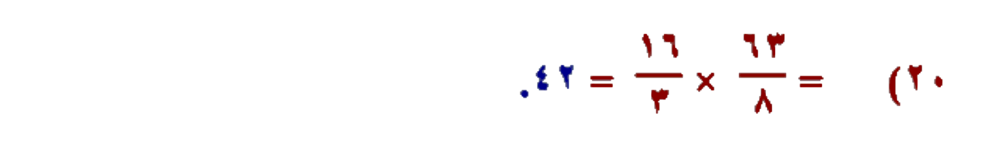 ٢٠) = ٦٣/٨ × ١٦/٣ = ٤٢.